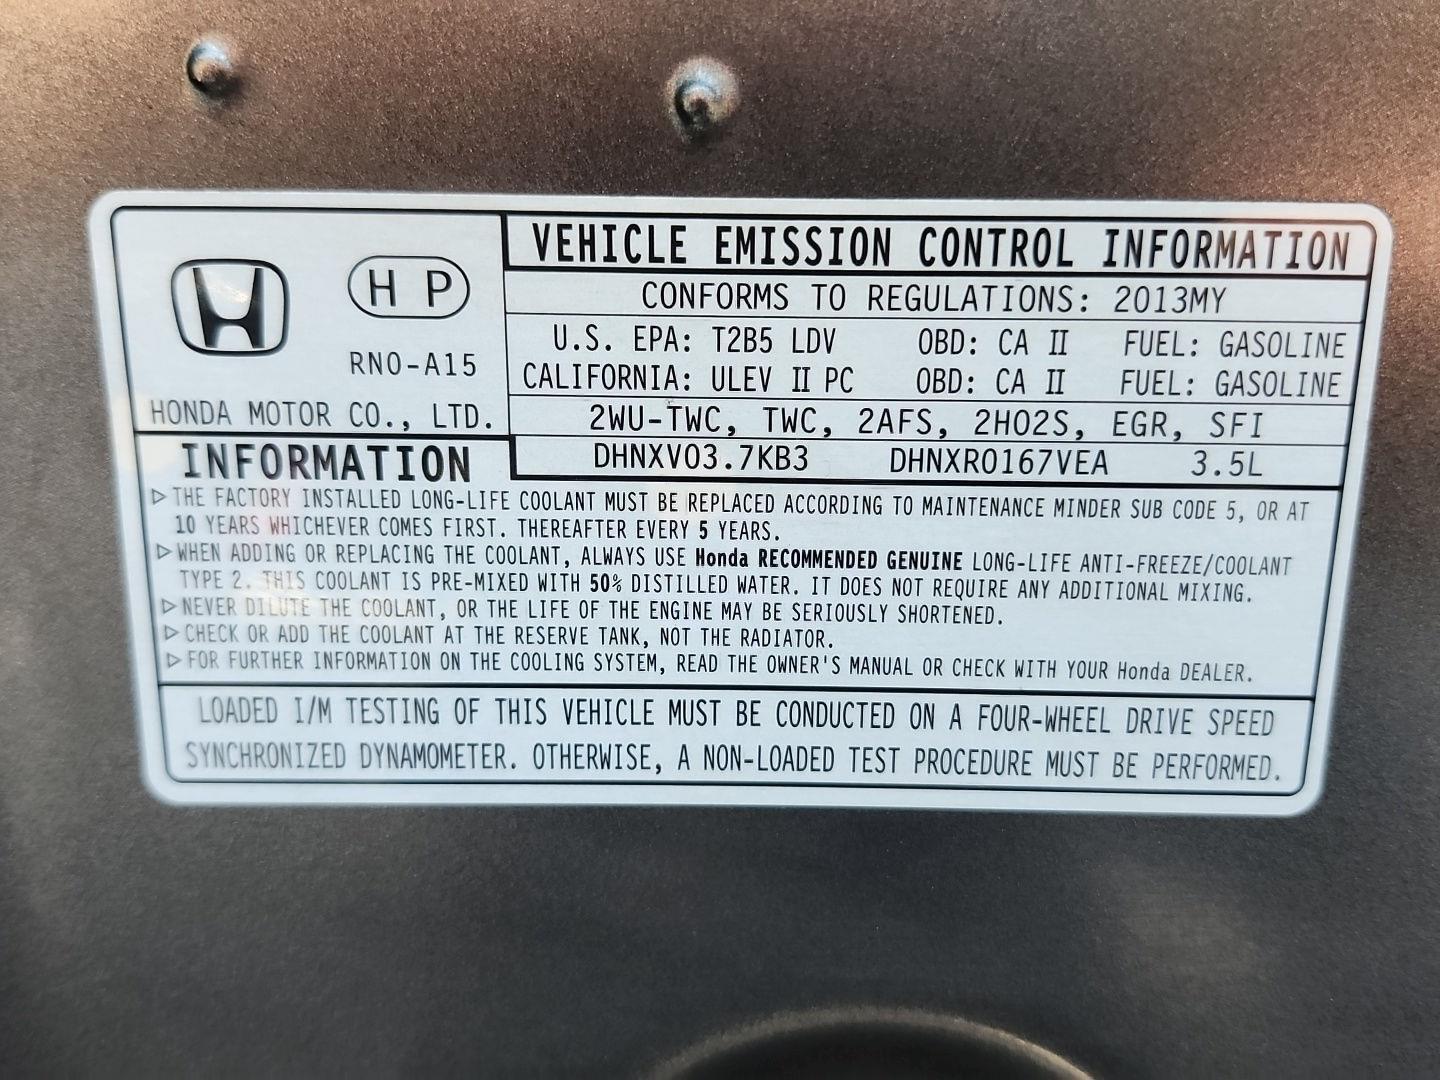 H P
RNO-A15
HONDA MOTOR CO., LTD.
VEHICLE EMISSION CONTROL INFORMATION
CONFORMS TO REGULATIONS: 2013MY
U.S. EPA: T2B5 LDV OBD: CA II FUEL: GASOLINE
CALIFORNIA: ULEV II PC OBD: CA II FUEL: GASOLINE
2WU-TWC, TWC, 2AFS, 2HO2S, EGR, SFI
DHNXV03.7KB3 DHNXR0167VEA 3.5L
INFORMATION
▷ THE FACTORY INSTALLED LONG-LIFE COOLANT MUST BE REPLACED ACCORDING TO MAINTENANCE MINDER SUB CODE 5, OR AT
10 YEARS WHICHEVER COMES FIRST. THEREAFTER EVERY 5 YEARS.
▷ WHEN ADDING OR REPLACING THE COOLANT, ALWAYS USE Honda RECOMMENDED GENUINE LONG-LIFE ANTI-FREEZE/COOLANT
TYPE 2. THIS COOLANT IS PRE-MIXED WITH 50% DISTILLED WATER. IT DOES NOT REQUIRE ANY ADDITIONAL MIXING.
▷ NEVER DILUTE THE COOLANT, OR THE LIFE OF THE ENGINE MAY BE SERIOUSLY SHORTENED.
▷ CHECK OR ADD THE COOLANT AT THE RESERVE TANK, NOT THE RADIATOR.
▷ FOR FURTHER INFORMATION ON THE COOLING SYSTEM, READ THE OWNER'S MANUAL OR CHECK WITH YOUR Honda DEALER.
LOADED I/M TESTING OF THIS VEHICLE MUST BE CONDUCTED ON A FOUR-WHEEL DRIVE SPEED
SYNCHRONIZED DYNAMOMETER. OTHERWISE, A NON-LOADED TEST PROCEDURE MUST BE PERFORMED.